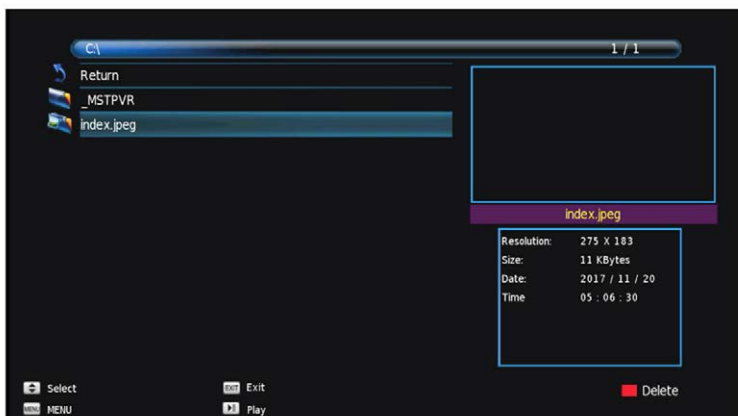 C:\ 1 / 1
Return
_MSTPVR
index.jpeg
index.jpeg
Resolution: 275 X 183
Size: 11 KBytes
Date: 2017 / 11 / 20
Time 05 : 06 : 30
Select EXIT Exit Delete
MENU MENU Play